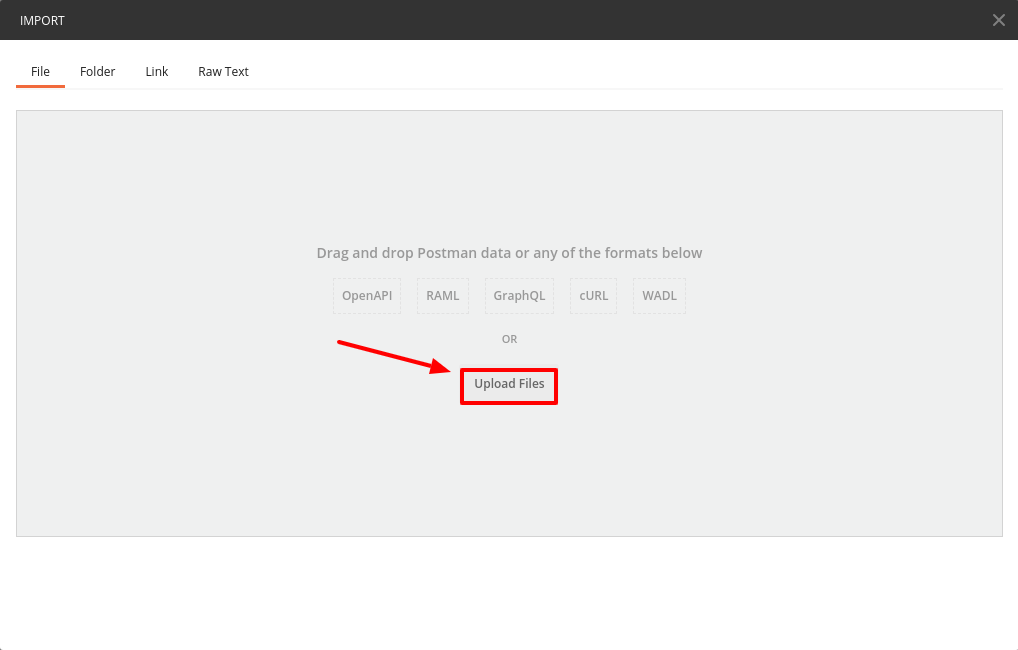 IMPORT
File Folder Link Raw Text
Drag and drop Postman data or any of the formats below
OpenAPI RAML GraphQL cURL WADL
OR
Upload Files